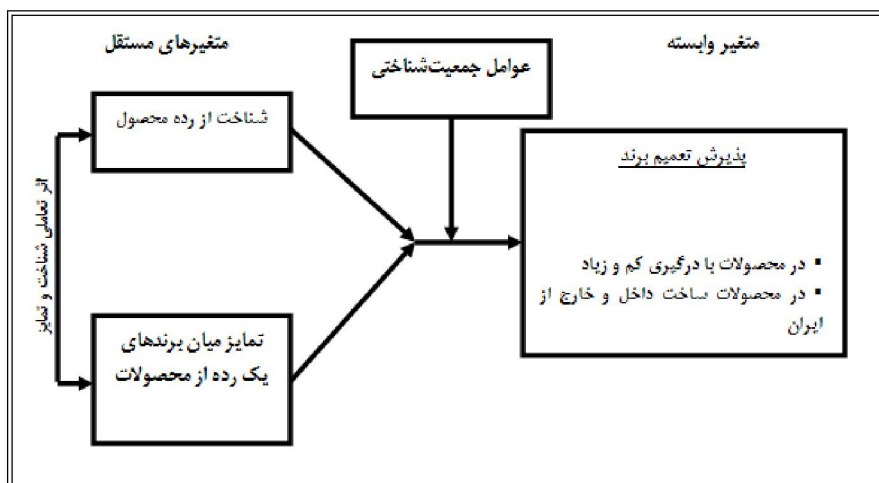 متغیر وابسته
متغیرهای مستقل
عوامل جمعیت‌شناختی
شناخت از رده محصول
پذیرش تعمیم برند
▪ در محصولات با درگیری کم و زیاد
▪ در محصولات ساخت داخل و خارج از
ایران
تمایز میان برندهای
یک رده از محصولات
اثر تعاملی شناخت و تمایز